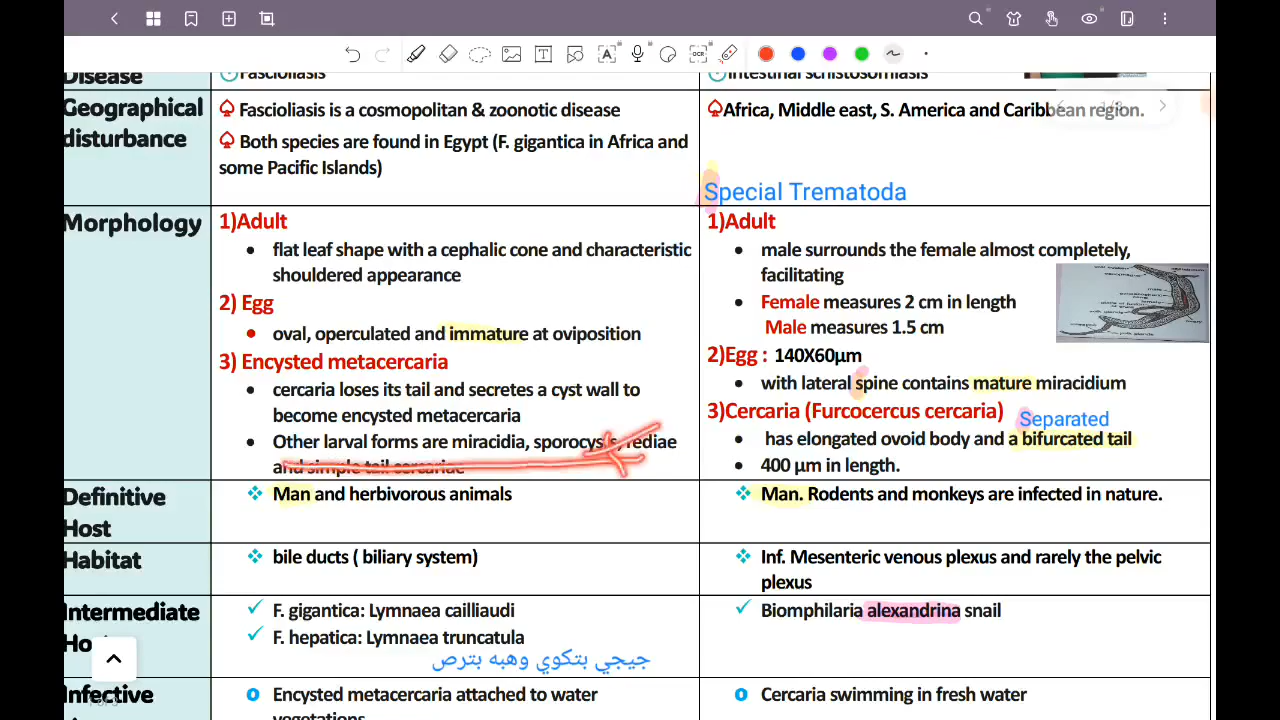 Disease
Fascioliasis
Intestinal schistosomiasis
Geographical
disturbance
Fascioliasis is a cosmopolitan & zoonotic disease
Both species are found in Egypt (F. gigantica in Africa and
some Pacific Islands)
Africa, Middle east, S. America and Caribbean region.
Special Trematoda
Morphology
1)Adult
• flat leaf shape with a cephalic cone and characteristic
shouldered appearance
2) Egg
• oval, operculated and immature at oviposition
3) Encysted metacercaria
• cercaria loses its tail and secretes a cyst wall to
become encysted metacercaria
• Other larval forms are miracidia, sporocysts, rediae
and simple tail cercariae
1)Adult
• male surrounds the female almost completely,
facilitating
• Female measures 2 cm in length
Male measures 1.5 cm
2)Egg : 140X60µm
• with lateral spine contains mature miracidium
3)Cercaria (Furcocercus cercaria)
Separated
• has elongated ovoid body and a bifurcated tail
• 400 µm in length.
Definitive
Host
Man and herbivorous animals
Man. Rodents and monkeys are infected in nature.
Habitat
bile ducts ( biliary system)
Inf. Mesenteric venous plexus and rarely the pelvic
plexus
Intermediate
✓ F. gigantica: Lymnaea cailliaudi
✓ F. hepatica: Lymnaea truncatula
جيجي بتكوي وهبه بترص
✓ Biomphilaria alexandrina snail
Infective
Encysted metacercaria attached to water
vegetations
Cercaria swimming in fresh water